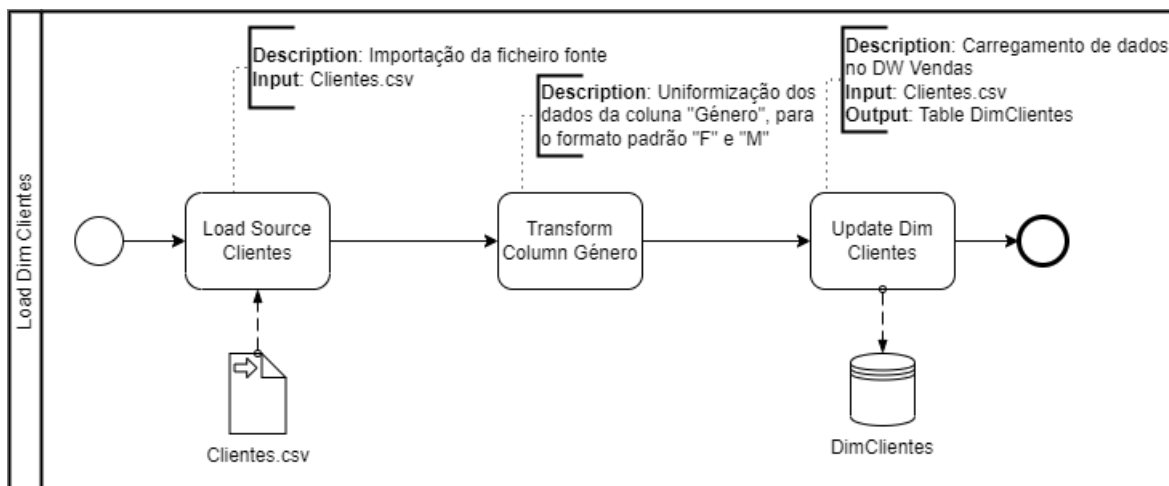 Load Dim Clientes
Description: Importação da ficheiro fonte
Input: Clientes.csv
Description: Uniformização dos
dados da coluna "Género", para
o formato padrão "F" e "M"
Description: Carregamento de dados
no DW Vendas
Input: Clientes.csv
Output: Table DimClientes
Load Source
Clientes
Transform
Column Género
Update Dim
Clientes
Clientes.csv
DimClientes